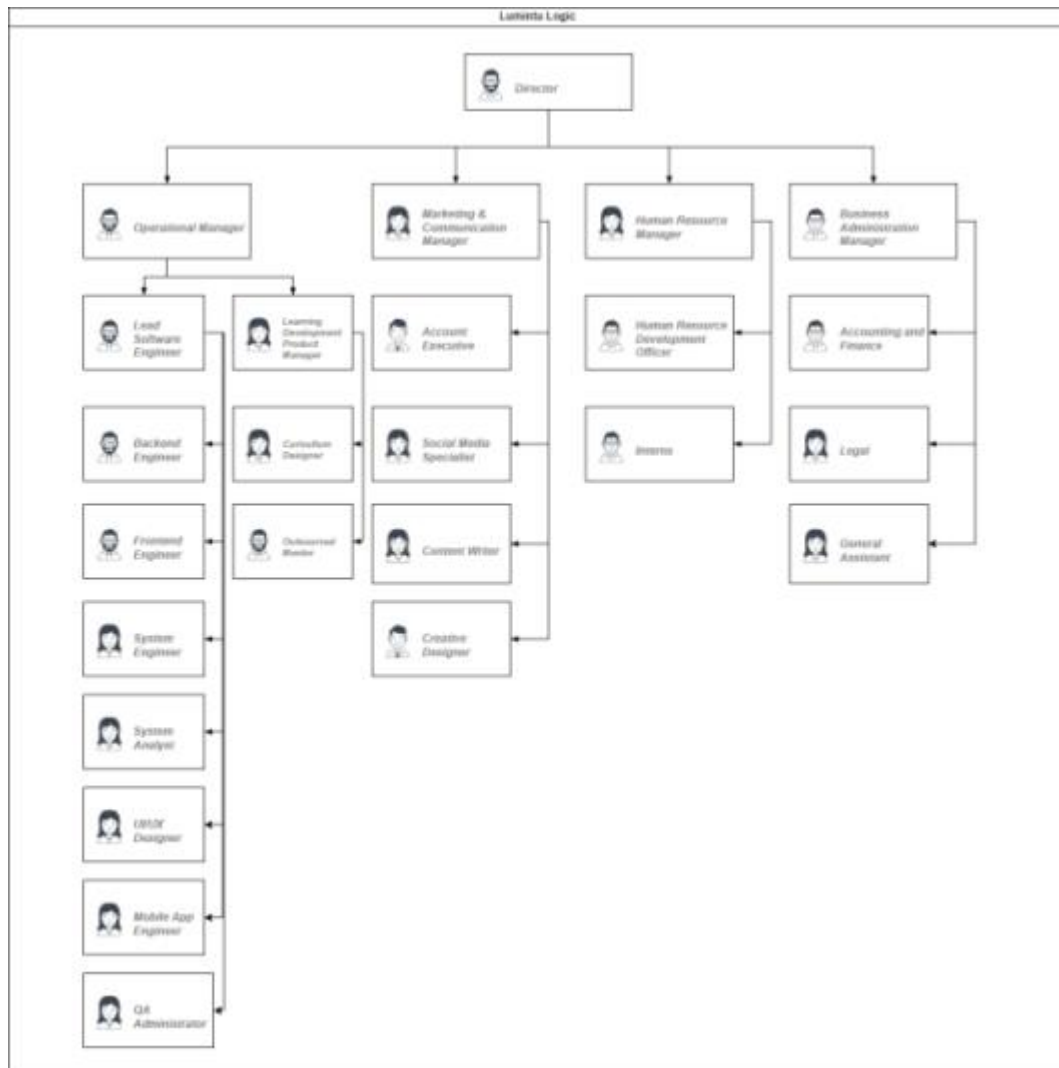 Lumintu Logic
Director
Operational Manager
Marketing &
Communication
Manager
Human Resource
Manager
Business
Administration
Manager
Lead
Software
Engineer
Learning
Development
Product
Manager
Account
Executive
Human Resource
Development
Officer
Accounting and
Finance
Backend
Engineer
Designer
Social Media
Specialist
Interns
Legal
Frontend
Engineer
Outsourced
Mentor
Content Writer
General
Assistant
System
Engineer
Creative
Designer
System
Analyst
UI/UX
Designer
Mobile App
Engineer
QA
Administrator